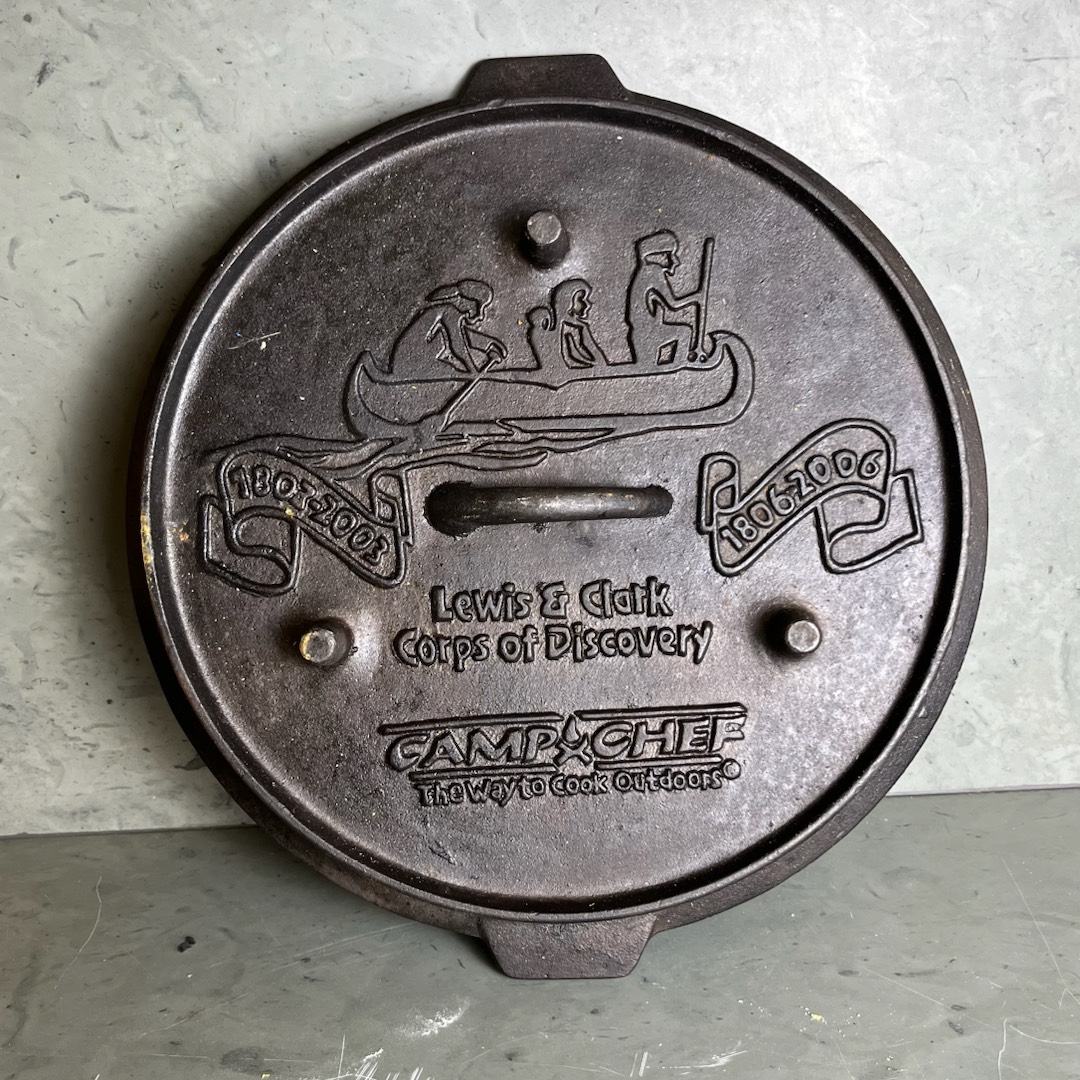 1803-2003
1806-2006
Lewis & Clark
Corps of Discovery
CAMP CHEF
The Way to Cook Outdoors®